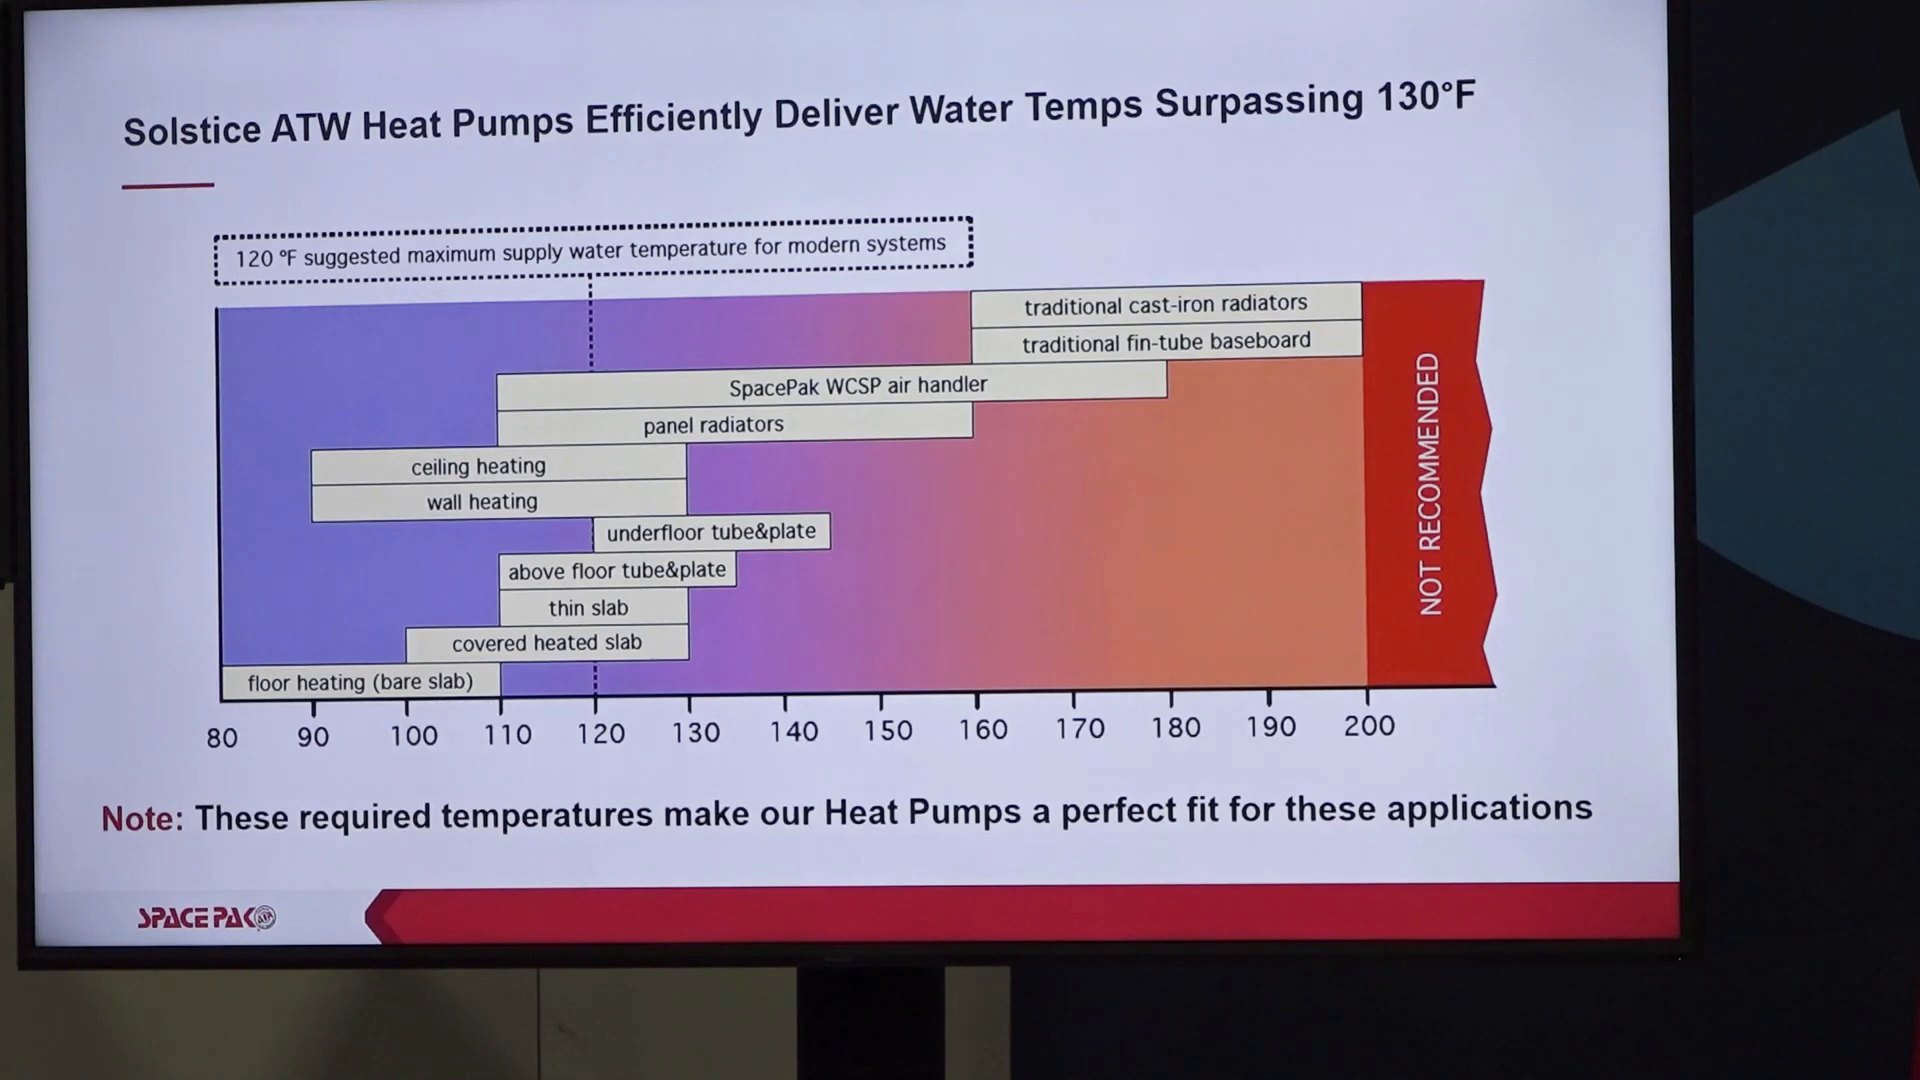 Solstice ATW Heat Pumps Efficiently Deliver Water Temps Surpassing 130°F
120 °F suggested maximum supply water temperature for modern systems
traditional cast-iron radiators
traditional fin-tube baseboard
SpacePak WCSP air handler
panel radiators
ceiling heating
wall heating
underfloor tube&plate
above floor tube&plate
thin slab
covered heated slab
floor heating (bare slab)
NOT RECOMMENDED
80 90 100 110 120 130 140 150 160 170 180 190 200
Note: These required temperatures make our Heat Pumps a perfect fit for these applications
SPACEPAK